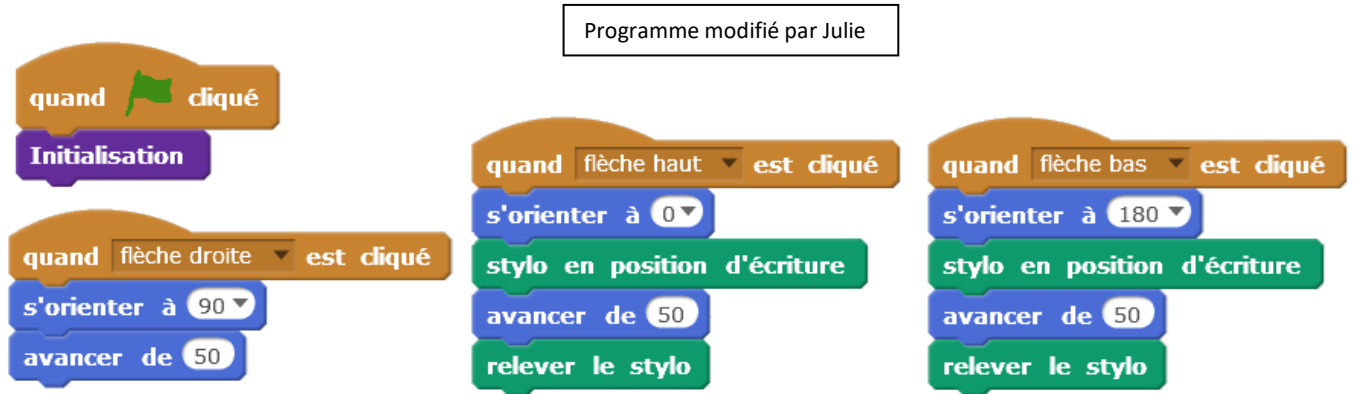 Programme modifié par Julie
quand cliqué
Initialisation
quand flèche droite est cliqué
s'orienter à 90
avancer de 50
quand flèche haut est cliqué
s'orienter à 0
stylo en position d'écriture
avancer de 50
relever le stylo
quand flèche bas est cliqué
s'orienter à 180
stylo en position d'écriture
avancer de 50
relever le stylo